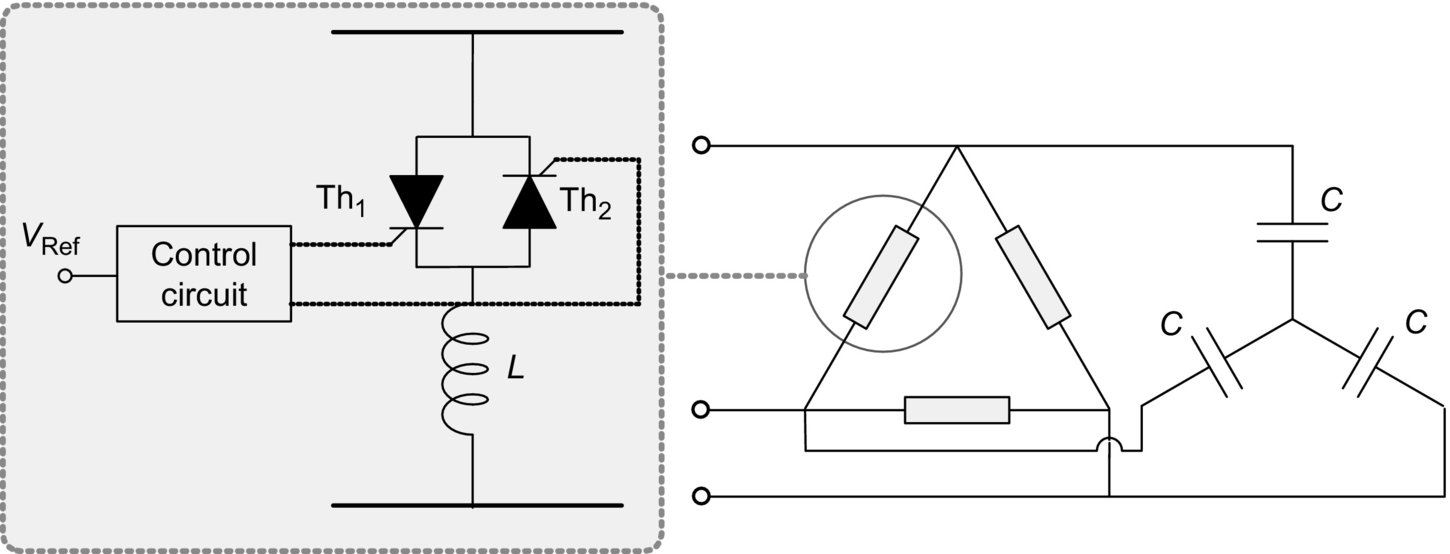 Th1
Th2
VRef
Control
circuit
L
C
C
C